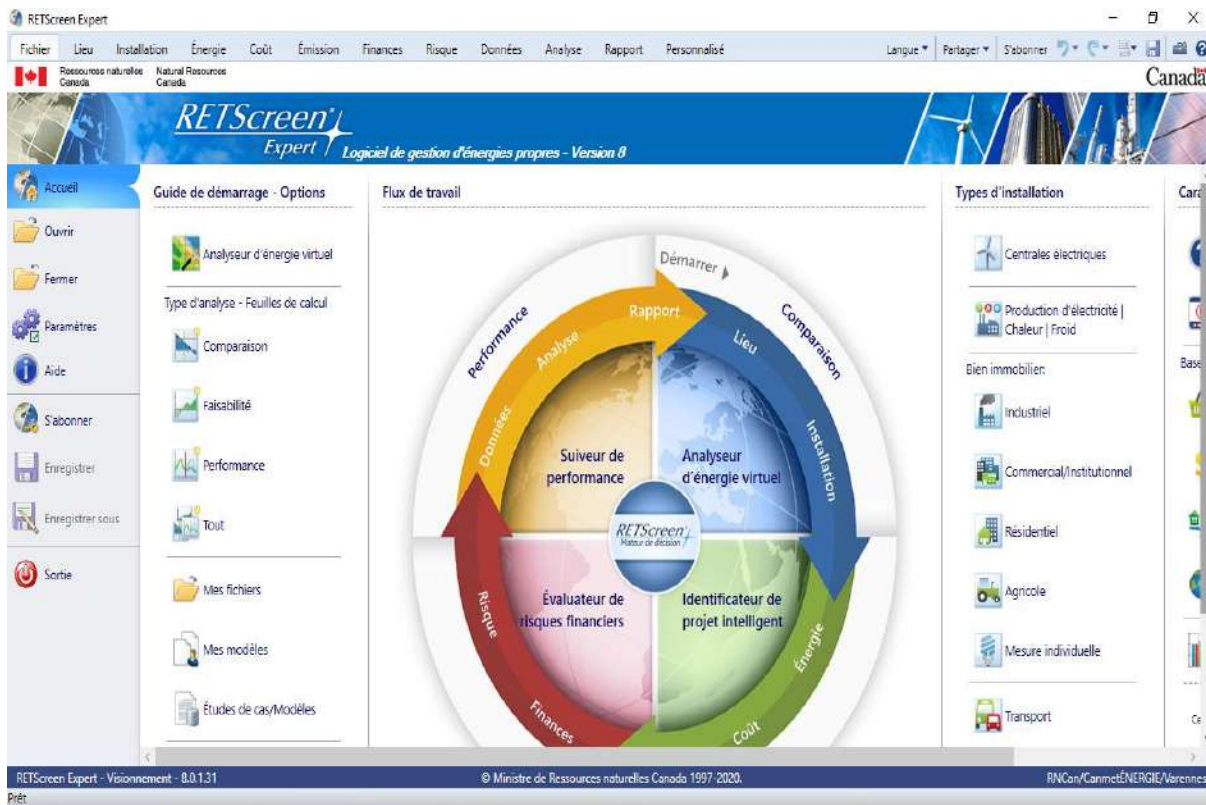 RETScreen Expert
Fichier Lieu Installation Énergie Coût Émission Finances Risque Données Analyse Rapport Personnalisé Langue Partager S'abonner
Ressources naturelles Canada
Natural Resources Canada
Canada
RETScreen
Expert
Logiciel de gestion d'énergies propres - Version 8
Accueil
Ouvrir
Fermer
Paramètres
Aide
S'abonner
Enregistrer
Enregistrer sous
Sortie
Guide de démarrage - Options
Analyseur d'énergie virtuel
Type d'analyse - Feuilles de calcul
Comparaison
Faisabilité
Performance
Tout
Mes fichiers
Mes modèles
Études de cas/Modèles
Flux de travail
Démarrer
Performance
Comparaison
Données
Analyse
Rapport
Lieu
Installation
Énergie
Coût
Finances
Risque
Suiveur de
performance
Analyseur
d'énergie virtuel
RETScreen
Évaluateur de
risques financiers
Identificateur de
projet intelligent
Types d'installation
Centrales électriques
Production d'électricité |
Chaleur | Froid
Bien immobilier:
Industriel
Commercial/Institutionnel
Résidentiel
Agricole
Mesure individuelle
Transport
Cara
Base
Ce
RETScreen Expert - Visionnement - 8.0.1.31
© Ministre de Ressources naturelles Canada 1997-2020.
RNCan/CanmetÉNERGIE/Varennes
Prêt